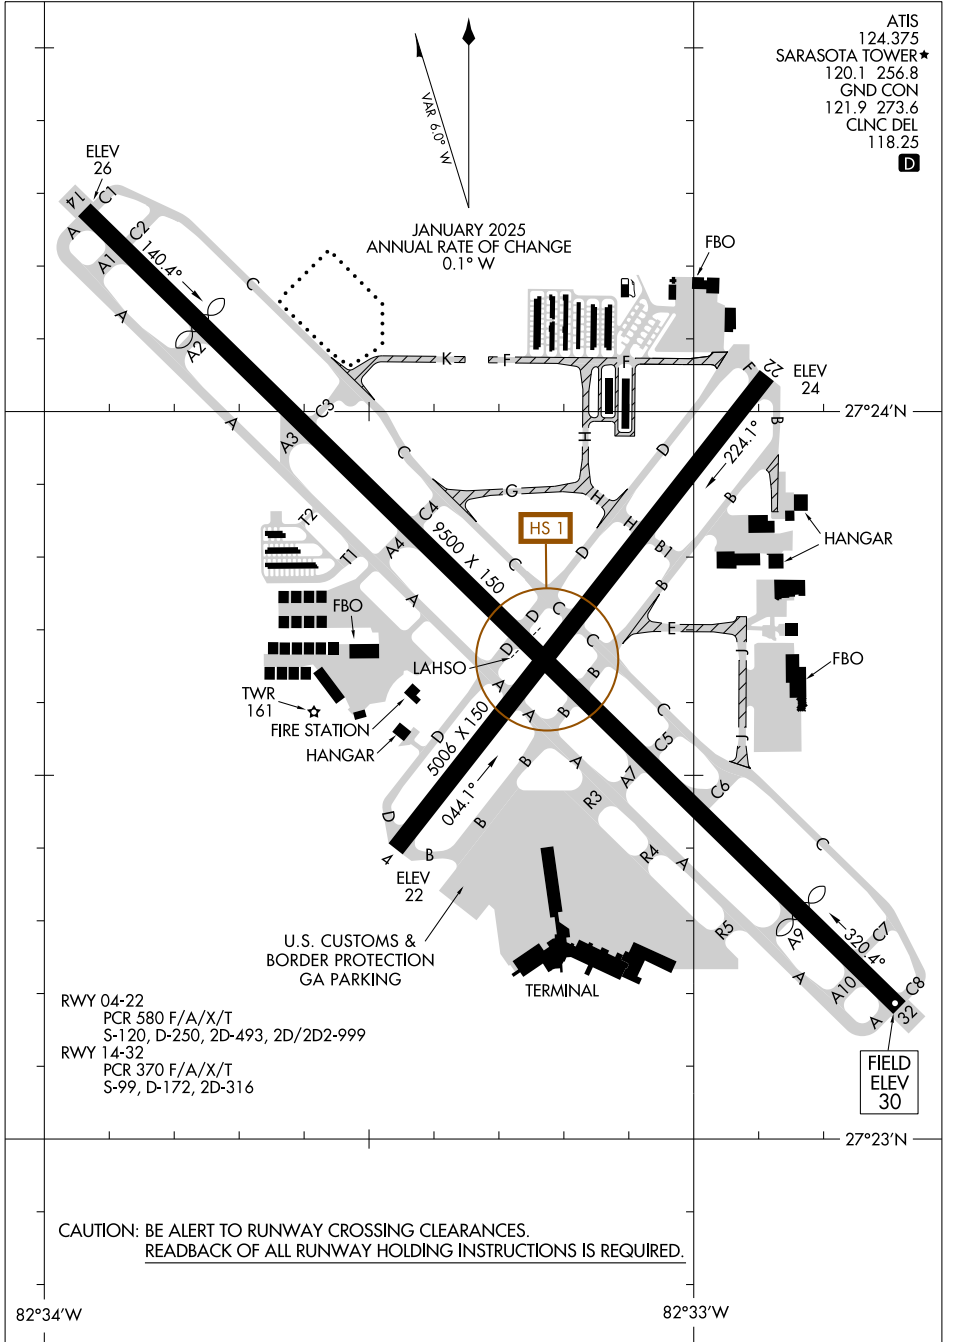 ATIS
124.375
SARASOTA TOWER★
120.1 256.8
GND CON
121.9 273.6
CLNC DEL
118.25
D
VAR 6.0° W
JANUARY 2025
ANNUAL RATE OF CHANGE
0.1° W
ELEV
26
14
C1
C2
140.4°
A
A1
A
A2
C
FBO
K
F
F
F
22
ELEV
24
27°24'N
C3
A
A3
C
H
D
224.1°
B
B
G
H
H
C4
T2
T1
A4
9500 X 150
HS 1
B1
B
D
C
HANGAR
FBO
A
D
C
C
E
J
D
LAHSO
B
A
FBO
TWR
161
FIRE STATION
HANGAR
D
5006 X 150
A
B
C
C5
J
044.1°
B
A
A7
C6
R3
D
B
B
4
ELEV
22
R4
A
C
R5
A9
320.4°
C7
A
A10
C8
A
32
U.S. CUSTOMS &
BORDER PROTECTION
GA PARKING
TERMINAL
FIELD
ELEV
30
RWY 04-22
PCR 580 F/A/X/T
S-120, D-250, 2D-493, 2D/2D2-999
RWY 14-32
PCR 370 F/A/X/T
S-99, D-172, 2D-316
27°23'N
CAUTION: BE ALERT TO RUNWAY CROSSING CLEARANCES.
READBACK OF ALL RUNWAY HOLDING INSTRUCTIONS IS REQUIRED.
82°34'W
82°33'W